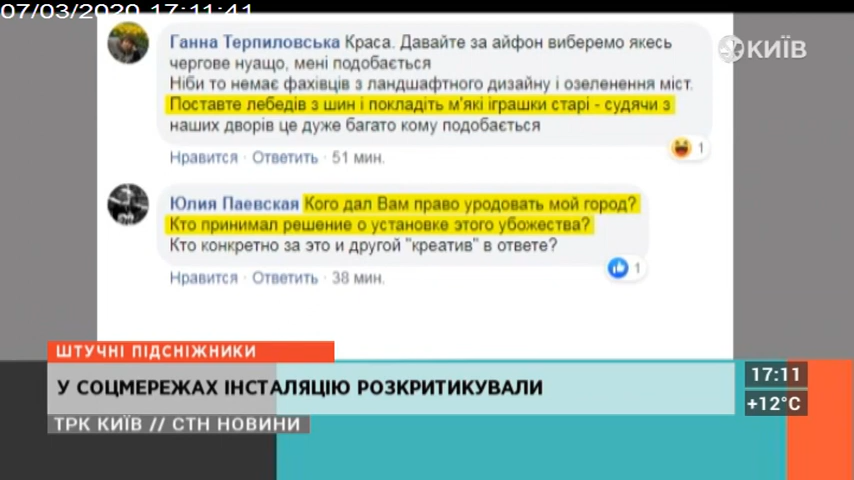 07/03/2020 17:11:41
КИЇВ
Ганна Терпиловська Краса. Давайте за айфон виберемо якесь
чергове нуащо, мені подобається
Ніби то немає фахівців з ландшафтного дизайну і озеленення міст.
Поставте лебедів з шин і покладіть м'які іграшки старі - судячи з
наших дворів це дуже багато кому подобається
Нравится · Ответить · 51 мин.
1
Юлия Паевская Кого дал Вам право уродовать мой город?
Кто принимал решение о установке этого убожества?
Кто конкретно за это и другой "креатив" в ответе?
Нравится · Ответить · 38 мин.
1
ШТУЧНІ ПІДСНІЖНИКИ
У СОЦМЕРЕЖАХ ІНСТАЛЯЦІЮ РОЗКРИТИКУВАЛИ
17:11
+12°C
ТРК КИЇВ // СТН НОВИНИ